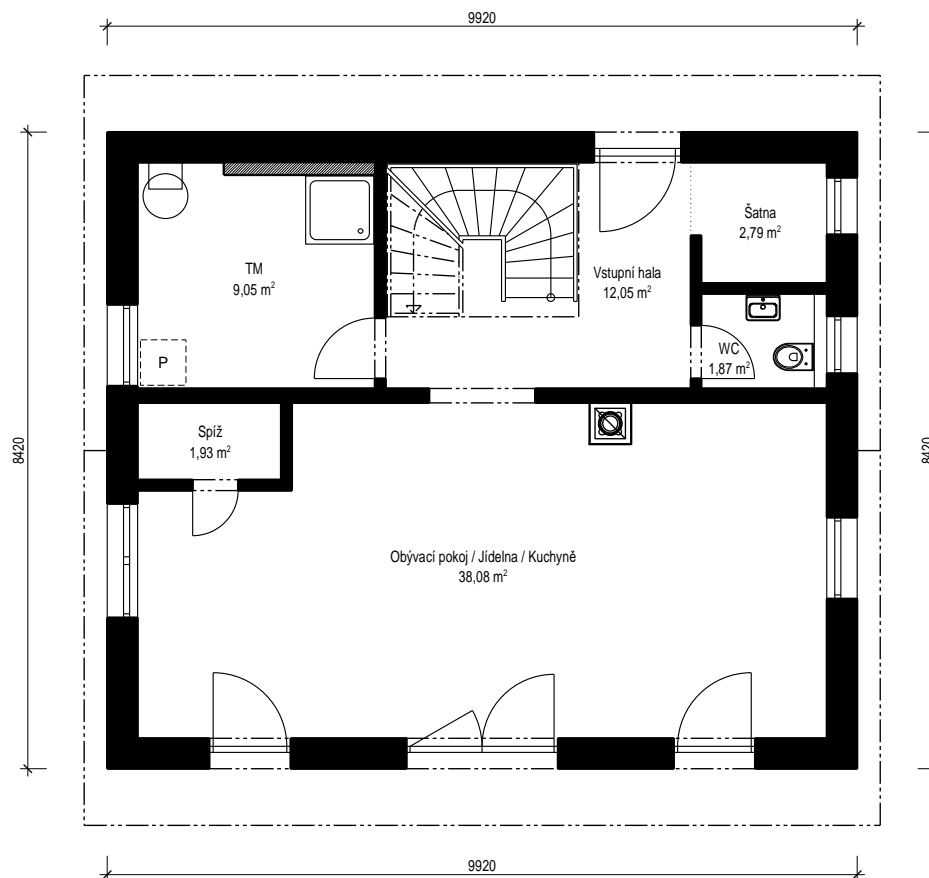 9920
Šatna
2,79 m²
TM
9,05 m²
Vstupní hala
12,05 m²
WC
1,87 m²
P
Spíž
1,93 m²
8420
8420
Obývací pokoj / Jídelna / Kuchyně
38,08 m²
9920